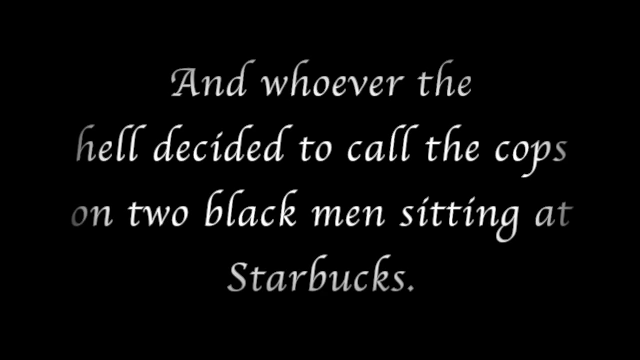 And whoever the
hell decided to call the cops
on two black men sitting at
Starbucks.